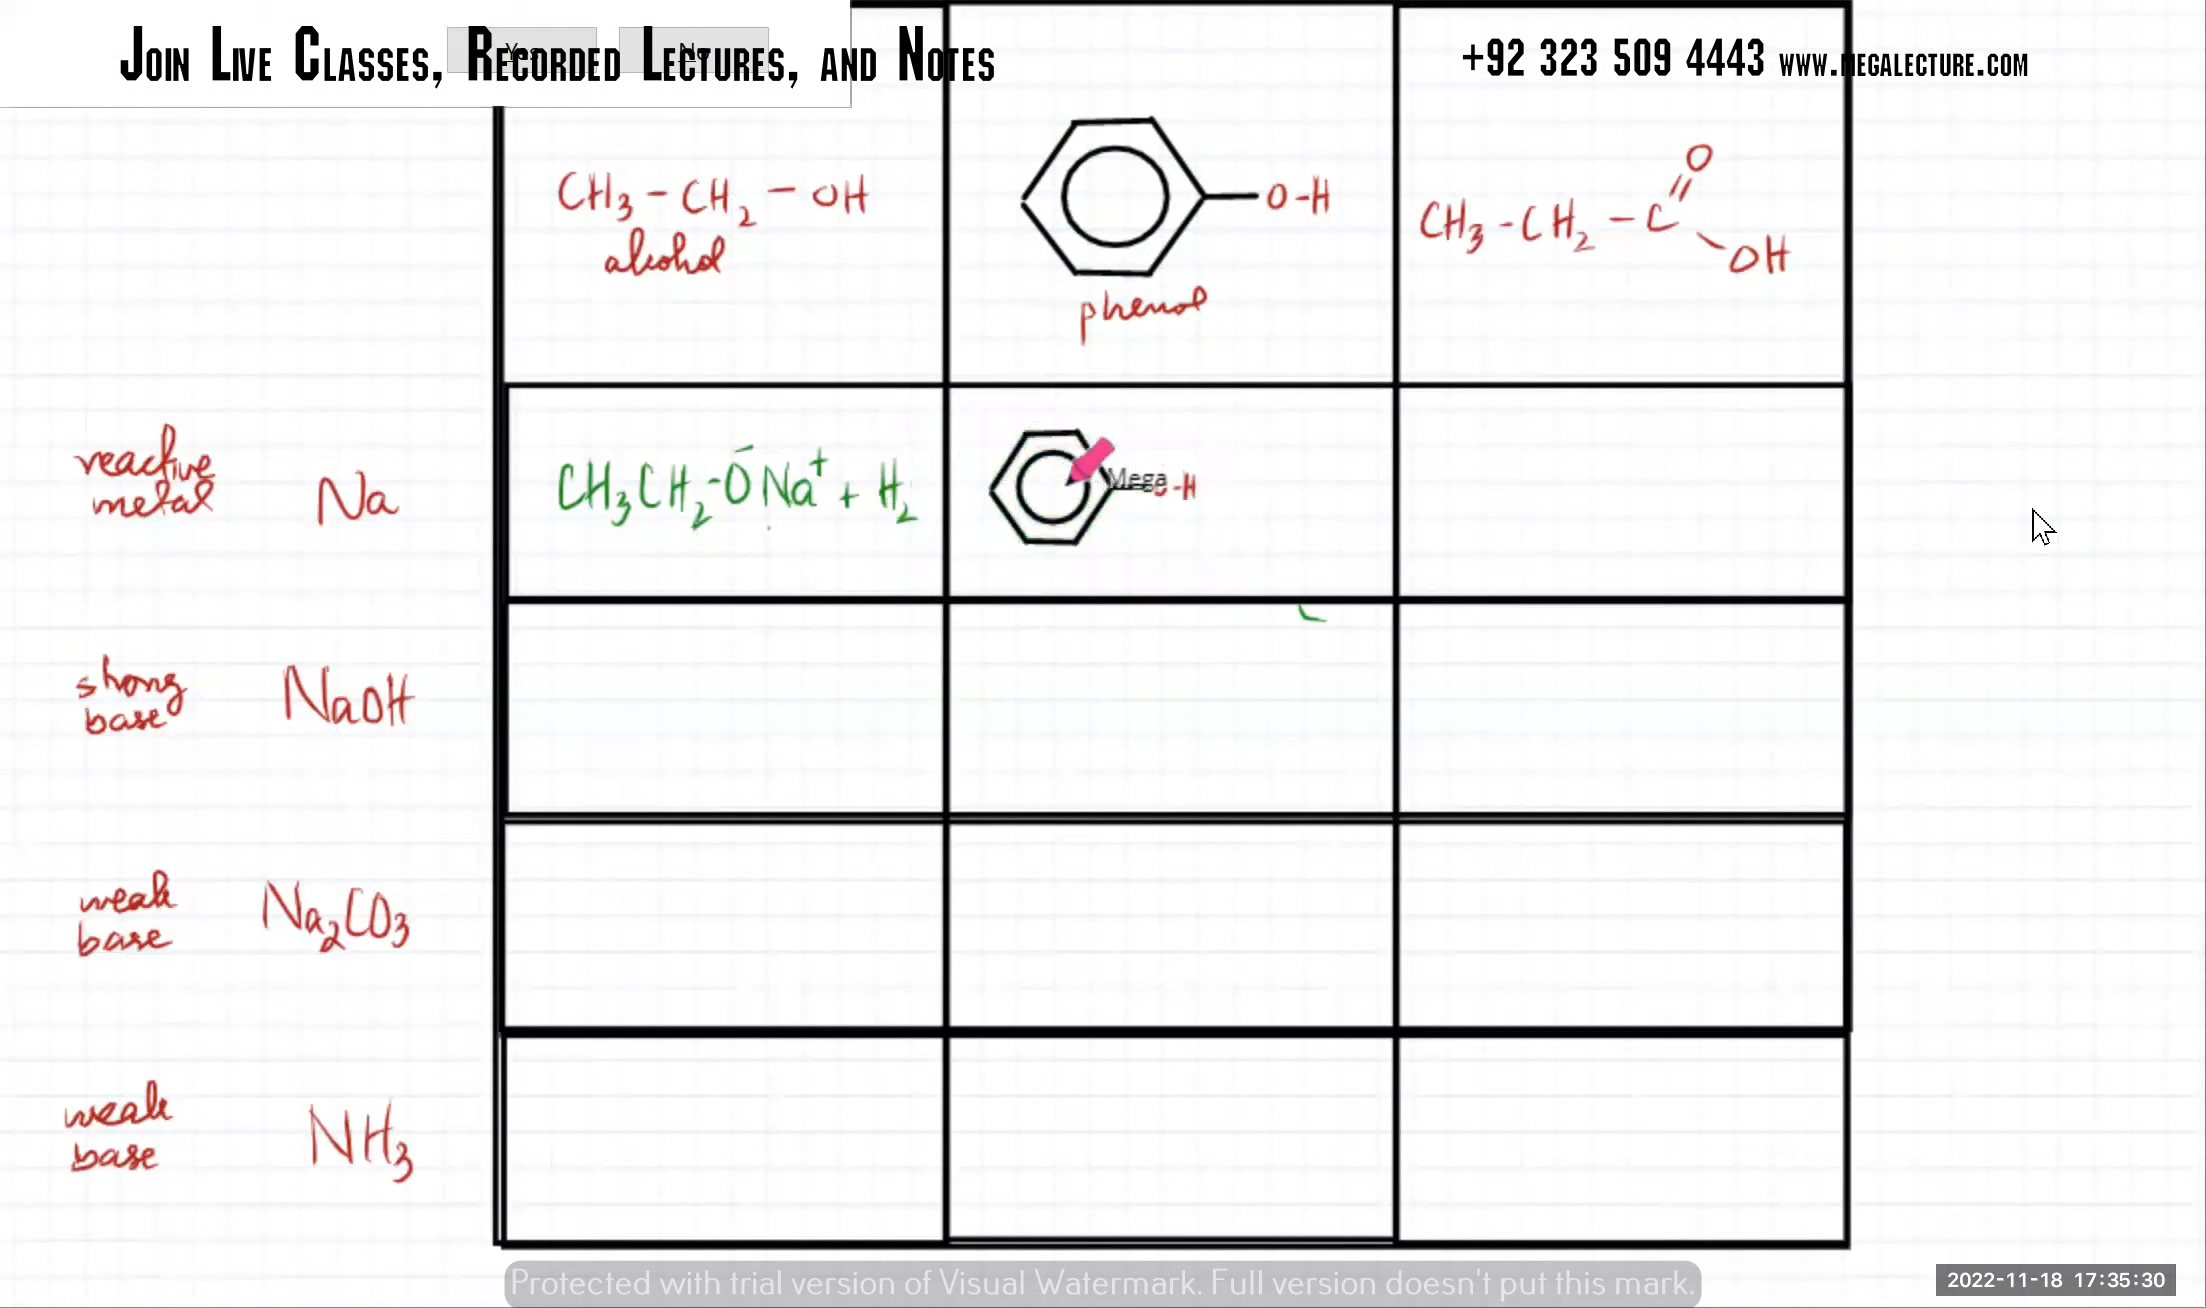 Join Live Classes, Recorded Lectures, and Notes
+92 323 509 4443 www.megalecture.com
Yes No
CH3 - CH2 - OH
alcohol
O-H
phenol
O
CH3 - CH2 - C
OH
reactive
metal
Na
CH3CH2-O⁻Na⁺ + H2
Mega
O-H
strong
base
NaOH
weak
base
Na2CO3
weak
base
NH3
Protected with trial version of Visual Watermark. Full version doesn't put this mark.
2022-11-18 17:35:30